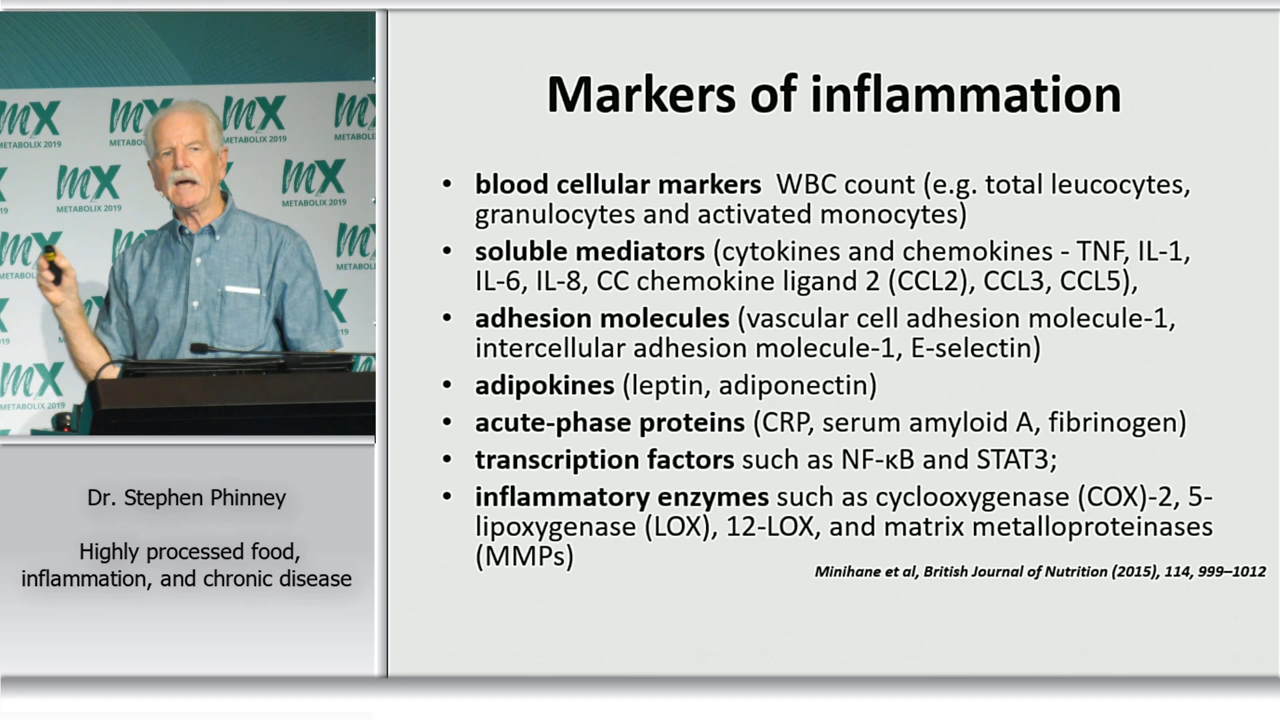 mX
METABOLIX 2019
Dr. Stephen Phinney
Highly processed food,
inflammation, and chronic disease
Markers of inflammation
• blood cellular markers  WBC count (e.g. total leucocytes,
granulocytes and activated monocytes)
• soluble mediators (cytokines and chemokines - TNF, IL-1,
IL-6, IL-8, CC chemokine ligand 2 (CCL2), CCL3, CCL5),
• adhesion molecules (vascular cell adhesion molecule-1,
intercellular adhesion molecule-1, E-selectin)
• adipokines (leptin, adiponectin)
• acute-phase proteins (CRP, serum amyloid A, fibrinogen)
• transcription factors such as NF-κB and STAT3;
• inflammatory enzymes such as cyclooxygenase (COX)-2, 5-
lipoxygenase (LOX), 12-LOX, and matrix metalloproteinases
(MMPs)
Minihane et al, British Journal of Nutrition (2015), 114, 999–1012